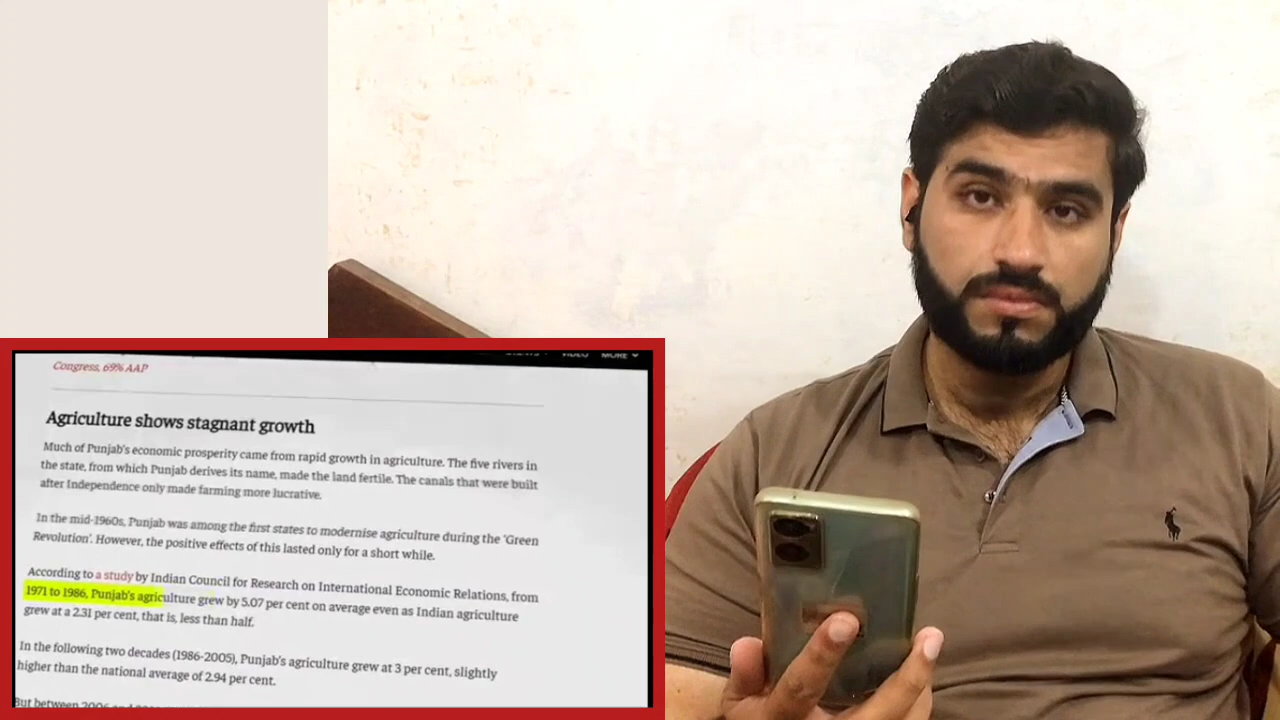 VIDEO MORE
Congress, 69% AAP
Agriculture shows stagnant growth
Much of Punjab's economic prosperity came from rapid growth in agriculture. The five rivers in
the state, from which Punjab derives its name, made the land fertile. The canals that were built
after Independence only made farming more lucrative.
In the mid-1960s, Punjab was among the first states to modernise agriculture during the 'Green
Revolution'. However, the positive effects of this lasted only for a short while.
According to a study by Indian Council for Research on International Economic Relations, from
1971 to 1986, Punjab's agriculture grew by 5.07 per cent on average even as Indian agriculture
grew at a 2.31 per cent, that is, less than half.
In the following two decades (1986-2005), Punjab's agriculture grew at 3 per cent, slightly
higher than the national average of 2.94 per cent.
But between 2006 and